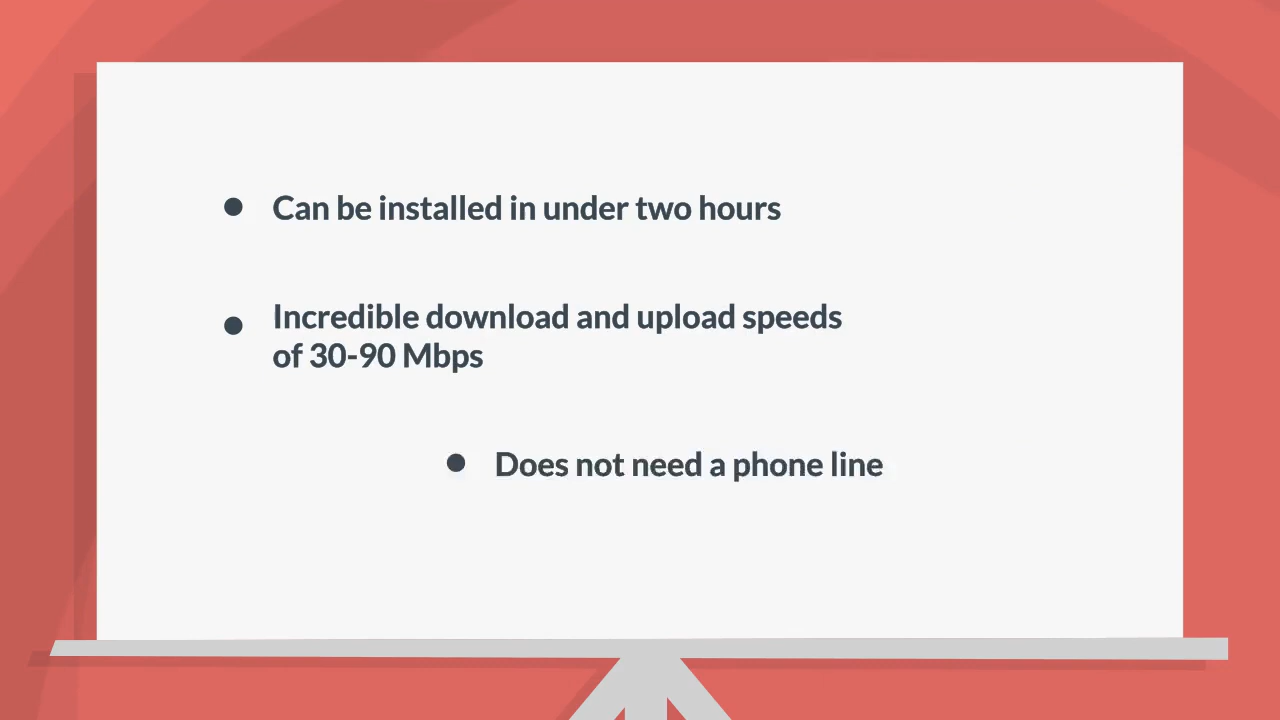 • Can be installed in under two hours
• Incredible download and upload speeds
of 30-90 Mbps
• Does not need a phone line